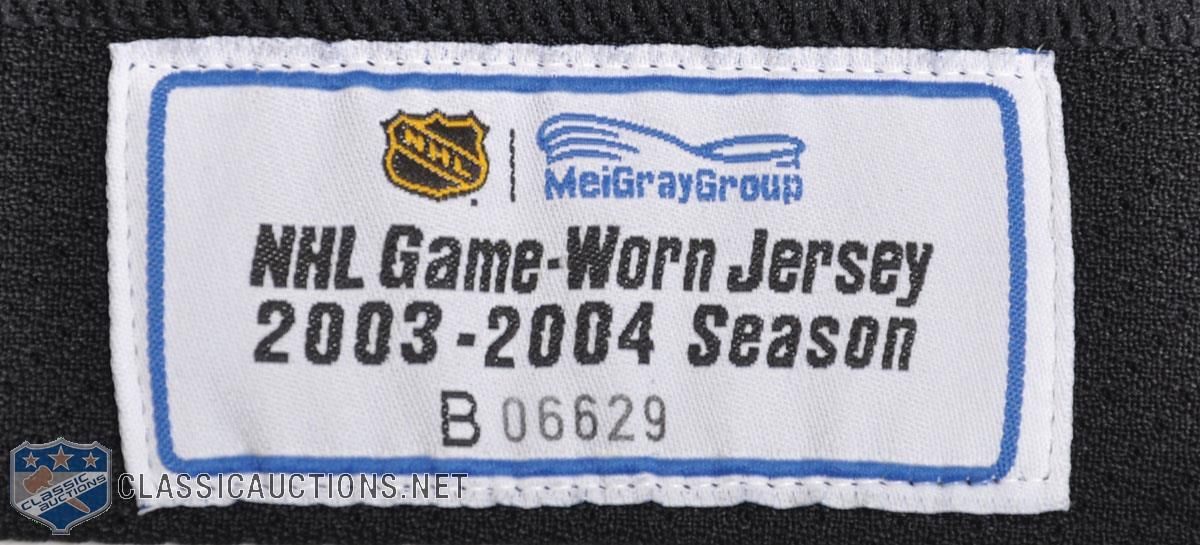 NHL
MeiGrayGroup
NHL Game-Worn Jersey
2003-2004 Season
B 06629
CLASSIC
AUCTIONS
CLASSICAUCTIONS.NET